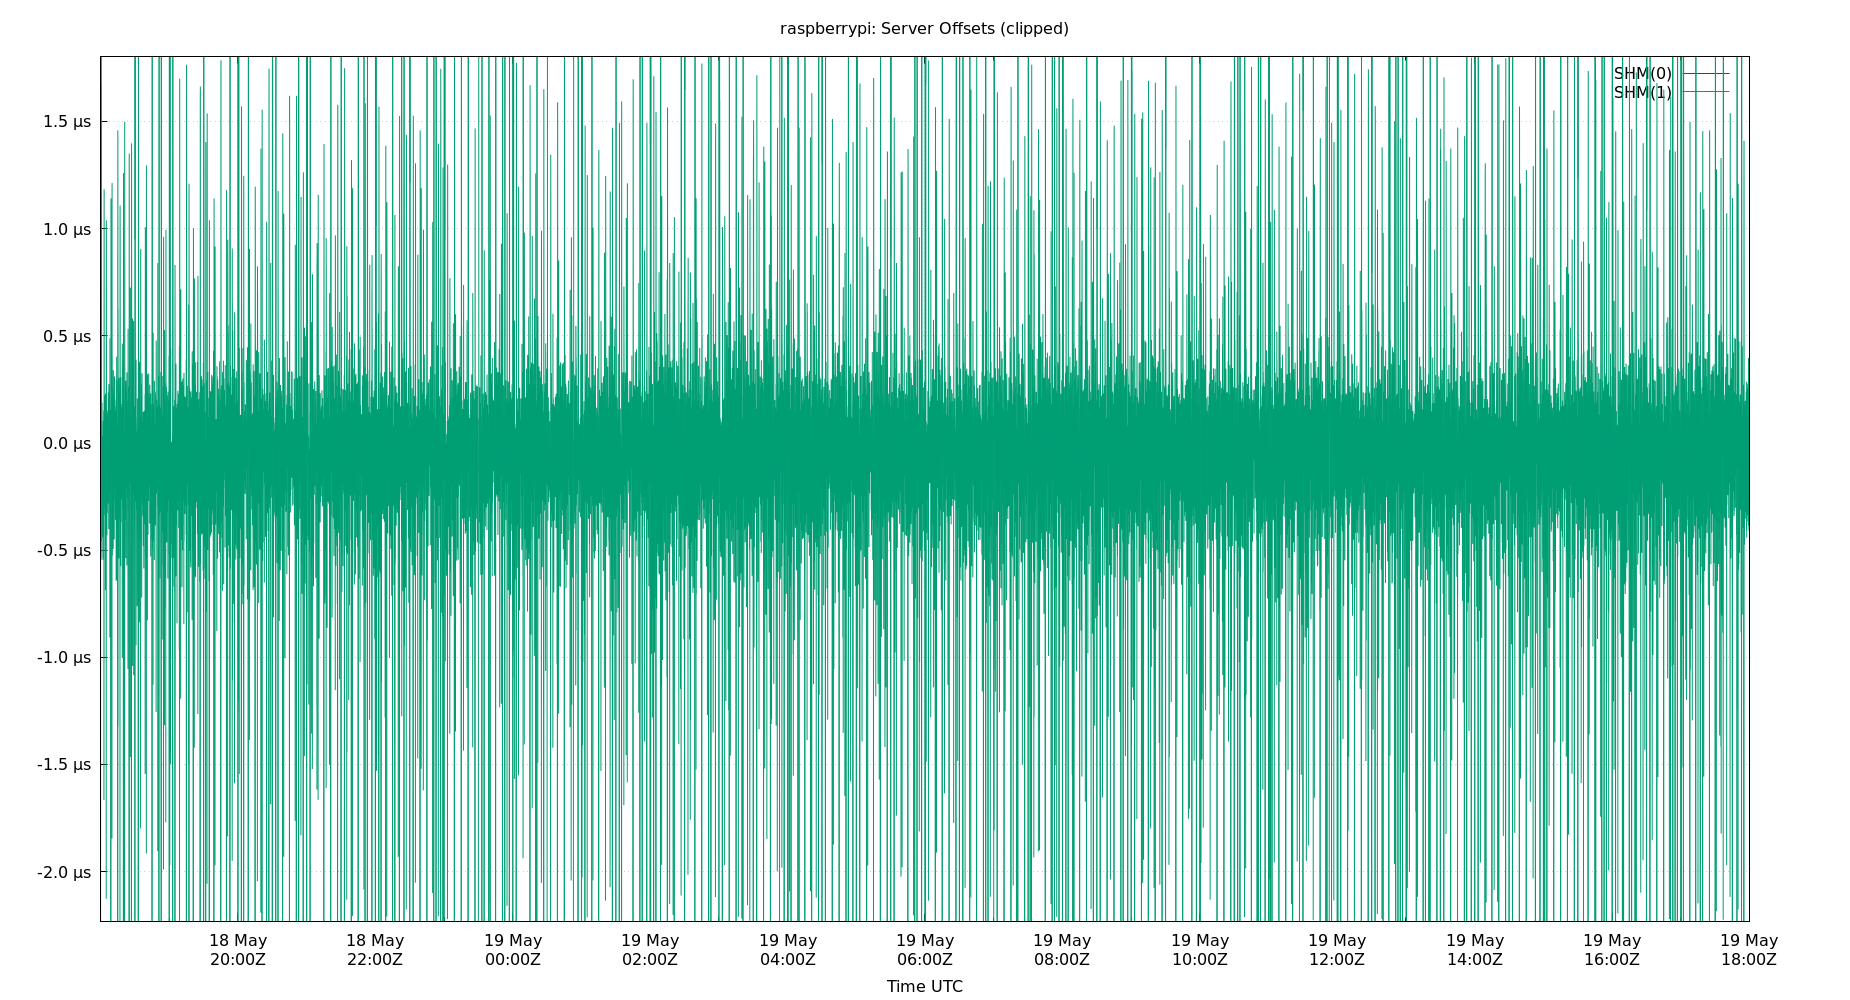 raspberrypi: Server Offsets (clipped)
SHM(0)
SHM(1)
1.5 µs
1.0 µs
0.5 µs
0.0 µs
-0.5 µs
-1.0 µs
-1.5 µs
-2.0 µs
18 May 18 May 19 May 19 May 19 May 19 May 19 May 19 May 19 May 19 May 19 May 19 May
20:00Z 22:00Z 00:00Z 02:00Z 04:00Z 06:00Z 08:00Z 10:00Z 12:00Z 14:00Z 16:00Z 18:00Z
Time UTC